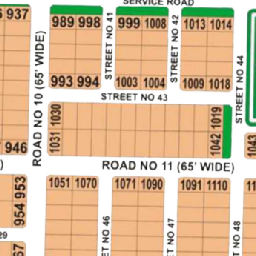 SERVICE ROAD
937
989 998
999 1008
1013 1014
STREET NO 41
STREET NO 42
STREET NO 44
ROAD NO 10 (65' WIDE)
993 994
1003 1004
1009 1018
STREET NO 43
1031 1030
1042 1019
1043
946
ROAD NO 11 (65' WIDE)
1051 1070
1071 1090
1091 1110
954 953
ET NO 46
ET NO 47
NO 48
29